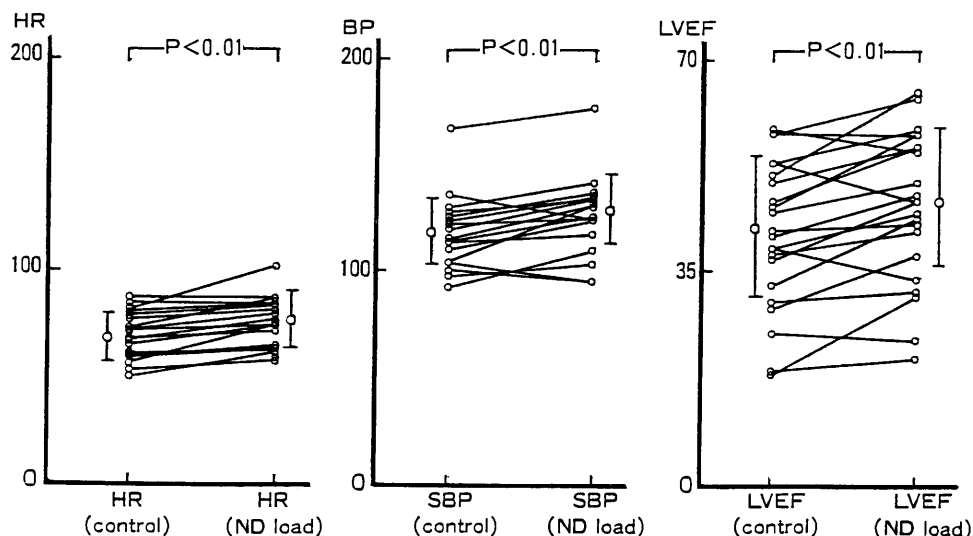 HR
200
P<0.01
100
0
HR
(control)
HR
(ND load)
BP
200
P<0.01
100
0
SBP
(control)
SBP
(ND load)
LVEF
70
P<0.01
35
0
LVEF
(control)
LVEF
(ND load)